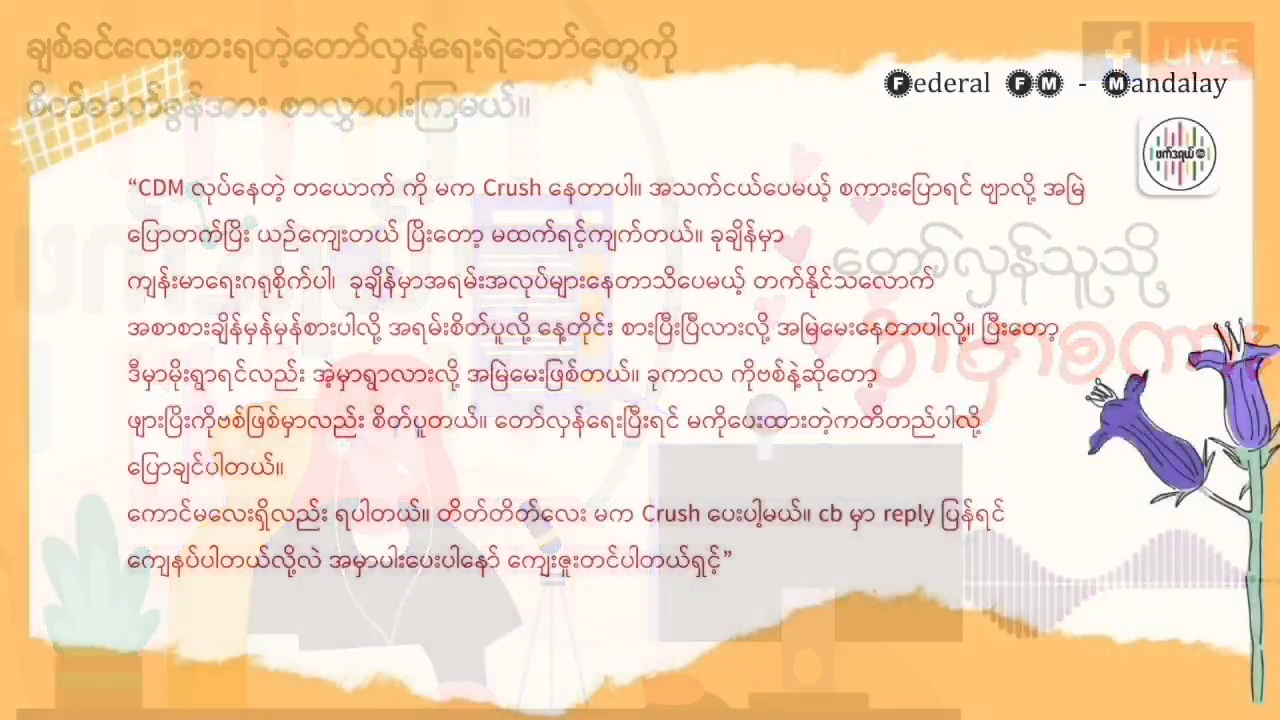 ချစ်ခင်လေးစားရတဲ့တော်လှန်ရေးရဲဘော်တွေကို
စိတ်ဓာတ်ခွန်အား စာလွှာပါးကြမယ်။
f LIVE
Federal FM - Mandalay
ဖက်ဒရယ်
“CDM လုပ်နေတဲ့ တယောက် ကို မက Crush နေတာပါ။ အသက်ငယ်ပေမယ့် စကားပြောရင် ဗျာလို့ အမြဲ
ပြောတက်ပြီး ယဉ်ကျေးတယ် ပြီးတော့ မထက်ရင့်ကျက်တယ်။ ခုချိန်မှာ
ကျန်းမာရေးဂရုစိုက်ပါ၊ ခုချိန်မှာအရမ်းအလုပ်များနေတာသိပေမယ့် တက်နိုင်သလောက်
အစာစားချိန်မှန်မှန်စားပါလို့ အရမ်းစိတ်ပူလို့ နေ့တိုင်း စားပြီးပြီလားလို့ အမြဲမေးနေတာပါလို့။ ပြီးတော့
ဒီမှာမိုးရွာရင်လည်း အဲ့မှာရွာလားလို့ အမြဲမေးဖြစ်တယ်။ ခုကာလ ကိုဗစ်နဲ့ဆိုတော့
ဖျားပြီးကိုဗစ်ဖြစ်မှာလည်း စိတ်ပူတယ်။ တော်လှန်ရေးပြီးရင် မကိုပေးထားတဲ့ကတိတည်ပါလို့
ပြောချင်ပါတယ်။
ကောင်မလေးရှိလည်း ရပါတယ်။ တိတ်တိတ်လေး မက Crush ပေးပါ့မယ်။ cb မှာ reply ပြန်ရင်
ကျေနပ်ပါတယ်လို့လဲ အမှာပါးပေးပါနော် ကျေးဇူးတင်ပါတယ်ရှင့်”
တော်လှန်သူသို့